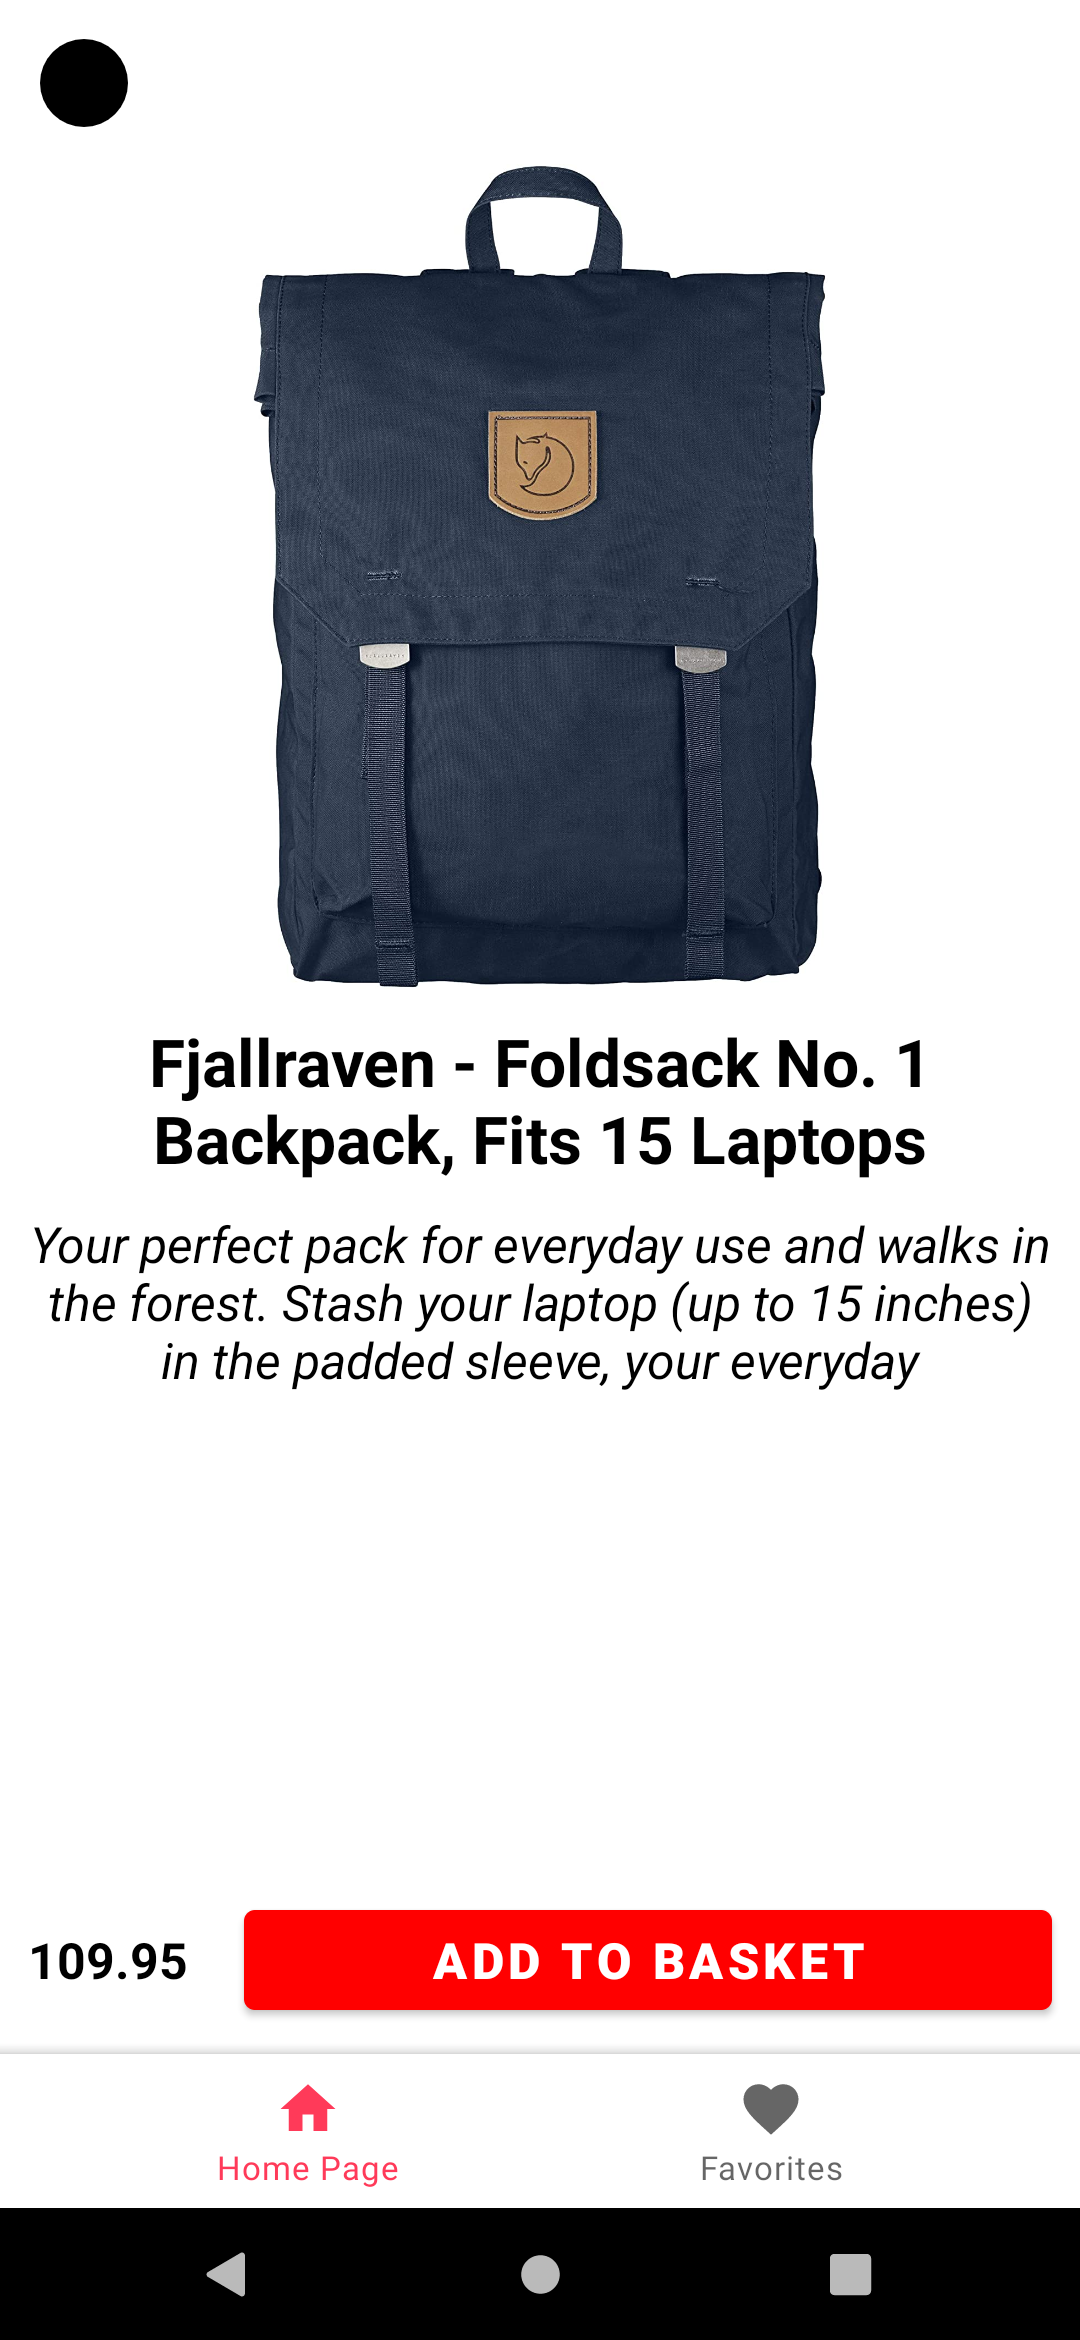 Fjallraven - Foldsack No. 1
Backpack, Fits 15 Laptops
Your perfect pack for everyday use and walks in
the forest. Stash your laptop (up to 15 inches)
in the padded sleeve, your everyday
109.95
ADD TO BASKET
Home Page
Favorites